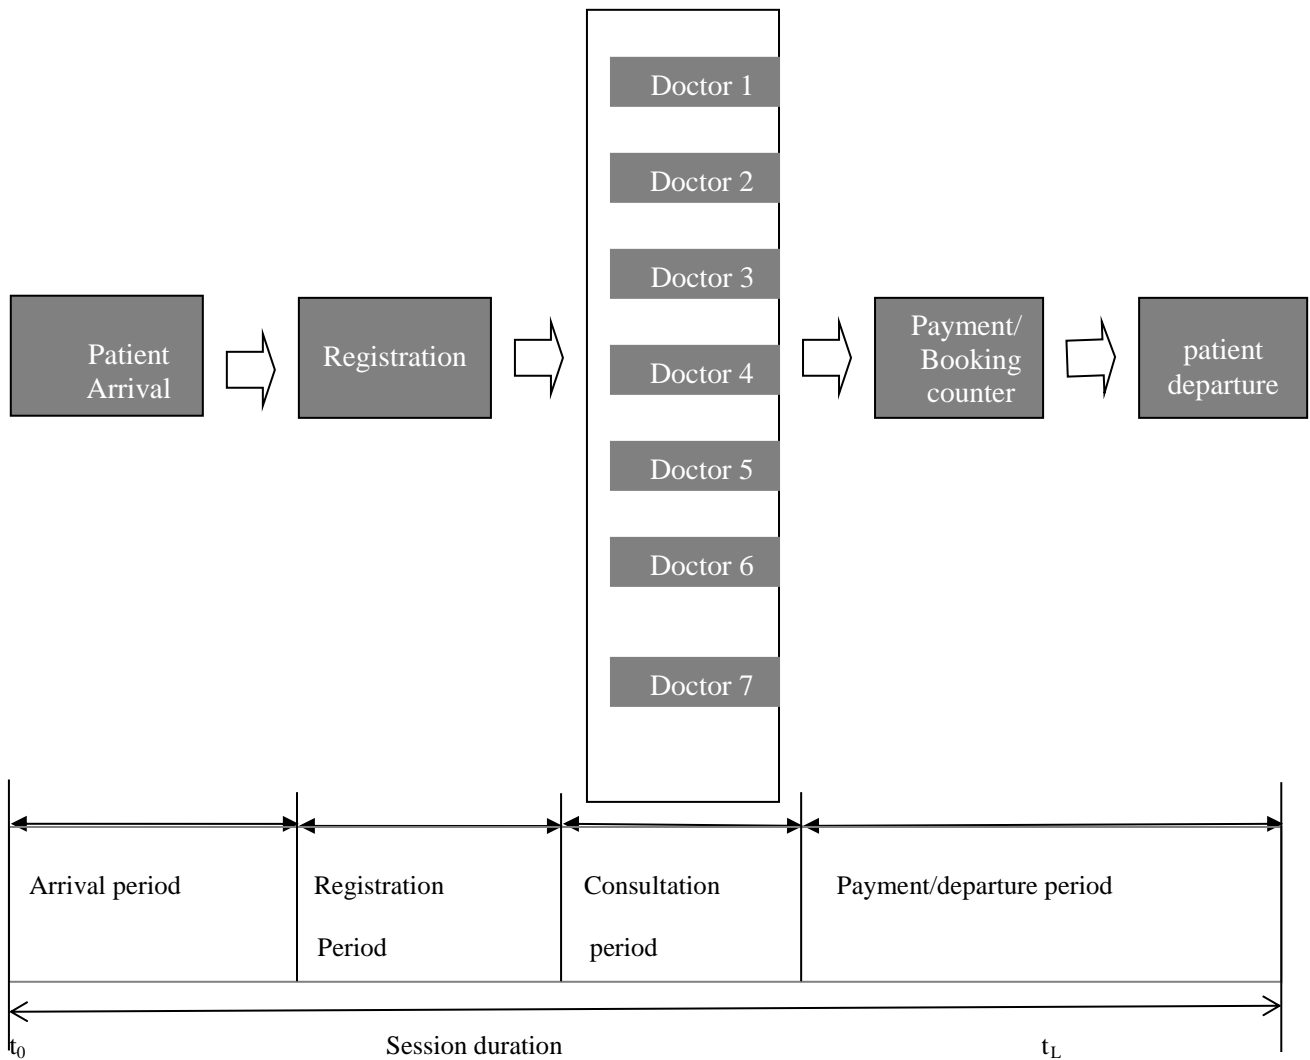 Doctor 1
Doctor 2
Doctor 3
Doctor 4
Doctor 5
Doctor 6
Doctor 7
Patient
Arrival
Registration
Payment/
Booking
counter
patient
departure
Arrival period
Registration
Period
Consultation
period
Payment/departure period
t0
Session duration
tL